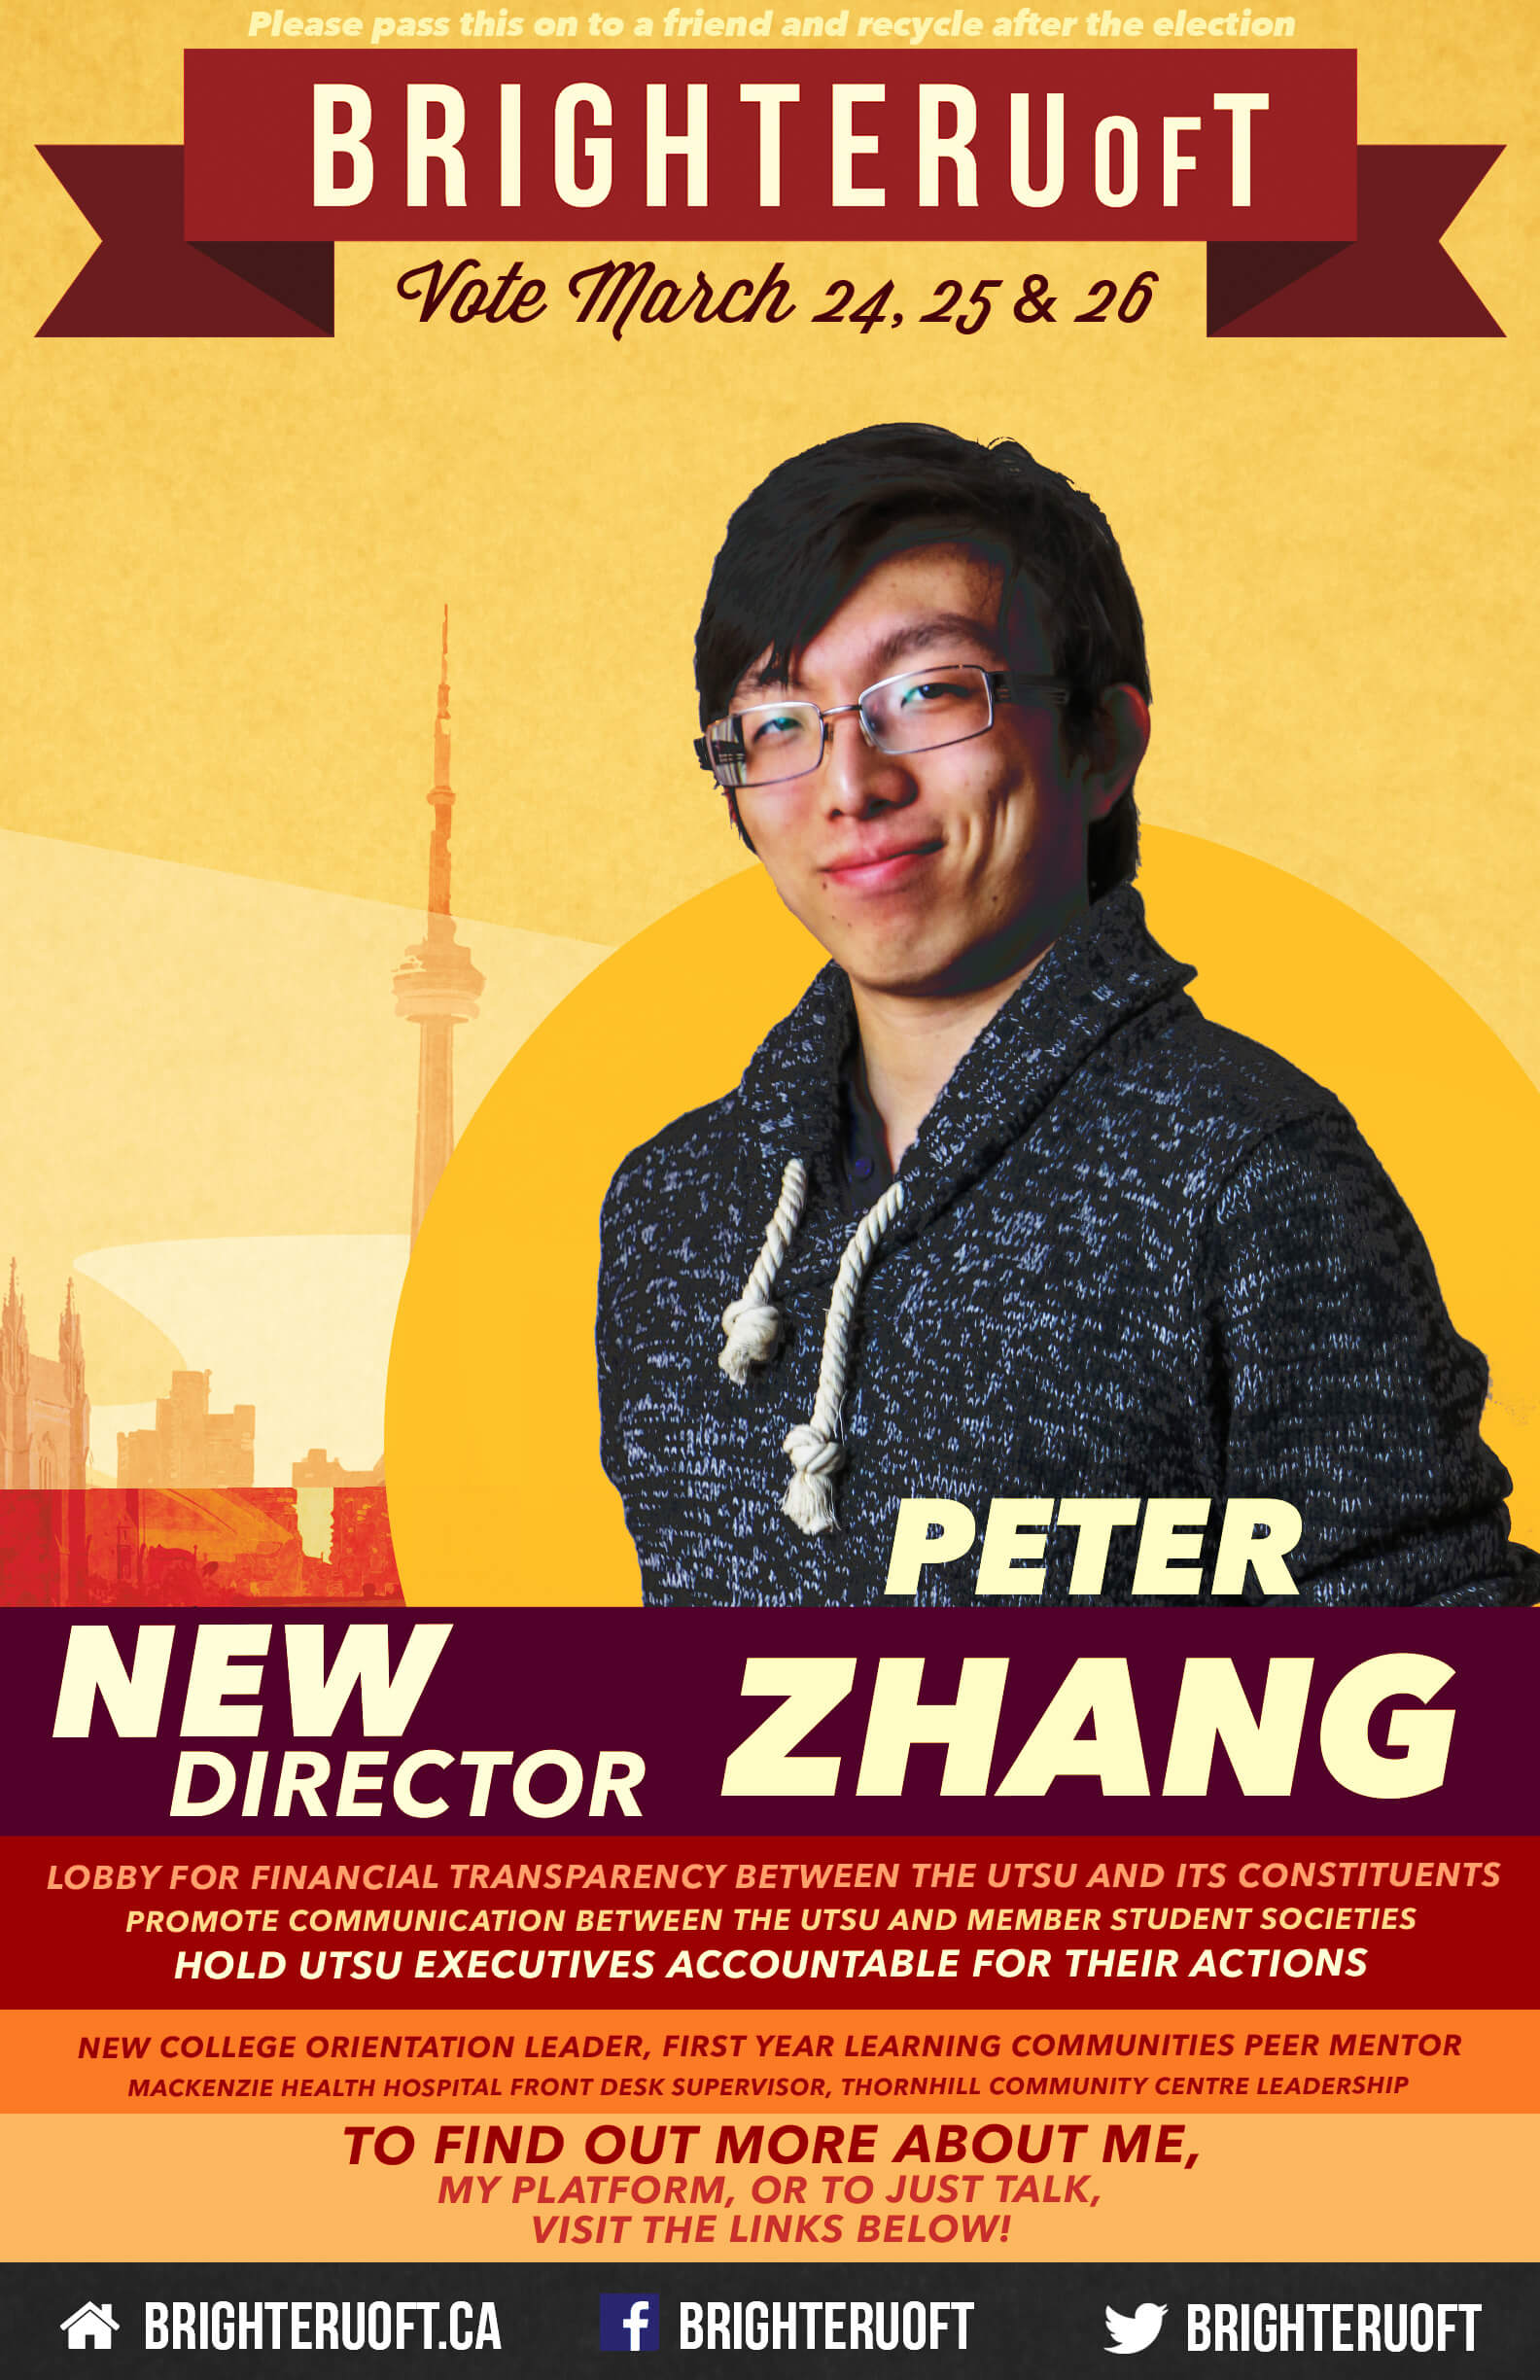 Please pass this on to a friend and recycle after the election
BRIGHTERUOFT
Vote March 24, 25 & 26
PETER
NEW
ZHANG
DIRECTOR
LOBBY FOR FINANCIAL TRANSPARENCY BETWEEN THE UTSU AND ITS CONSTITUENTS
PROMOTE COMMUNICATION BETWEEN THE UTSU AND MEMBER STUDENT SOCIETIES
HOLD UTSU EXECUTIVES ACCOUNTABLE FOR THEIR ACTIONS
NEW COLLEGE ORIENTATION LEADER, FIRST YEAR LEARNING COMMUNITIES PEER MENTOR
MACKENZIE HEALTH HOSPITAL FRONT DESK SUPERVISOR, THORNHILL COMMUNITY CENTRE LEADERSHIP
TO FIND OUT MORE ABOUT ME,
MY PLATFORM, OR TO JUST TALK,
VISIT THE LINKS BELOW!
BRIGHTERUOFT.CA
BRIGHTERUOFT
BRIGHTERUOFT